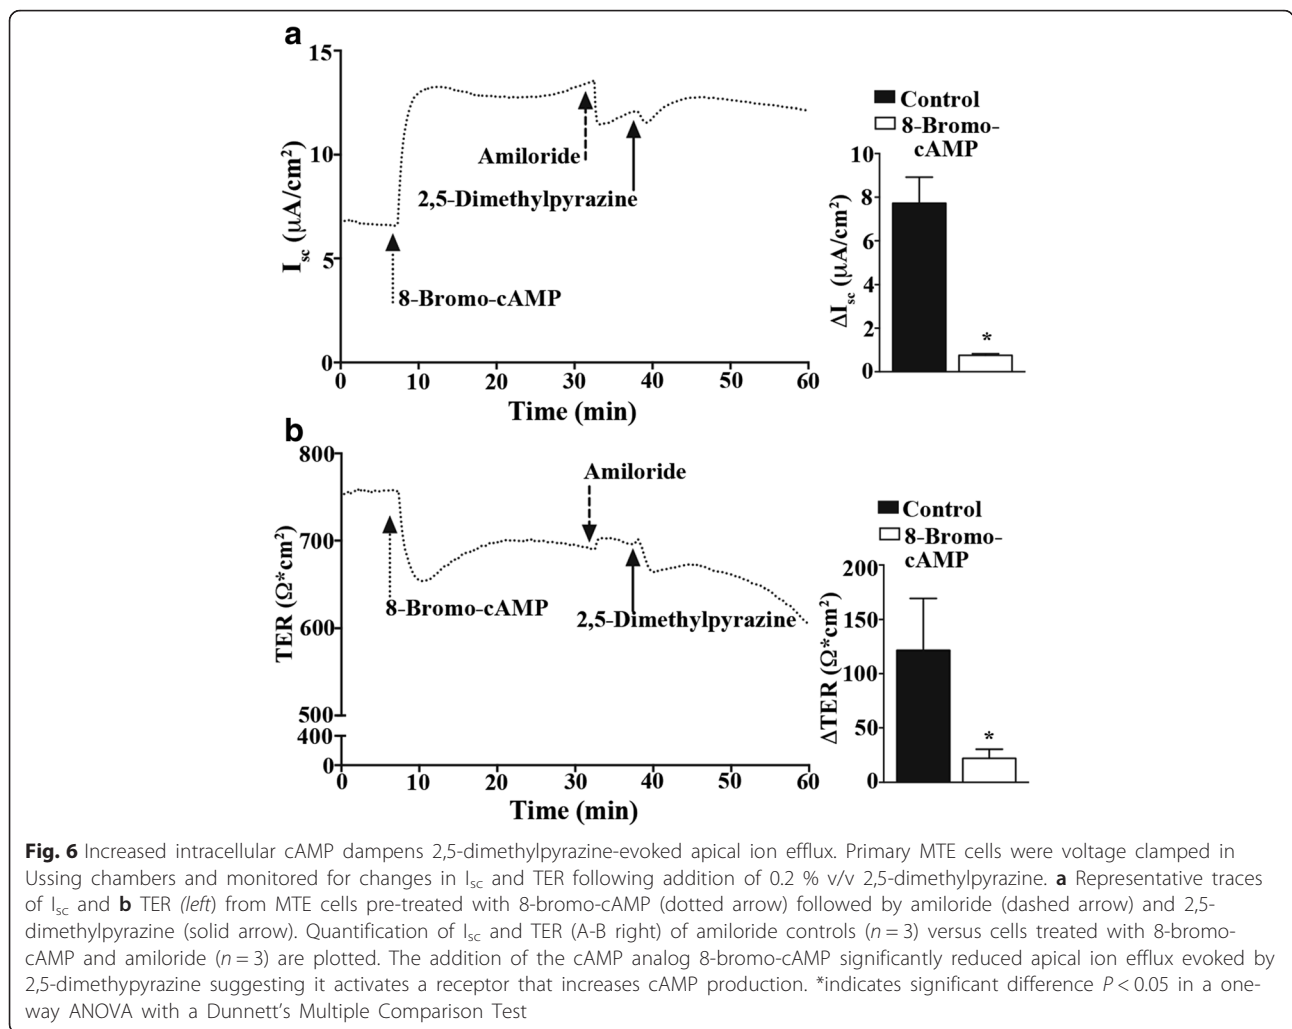 a
15
10
5
0
I_sc (µA/cm²)
Amiloride
2,5-Dimethylpyrazine
8-Bromo-cAMP
0 10 20 30 40 50 60
Time (min)
Control
8-Bromo-
cAMP
10
8
6
4
2
0
ΔI_sc (µA/cm²)
*
b
800
700
600
500
400
0
TER (Ω*cm²)
Amiloride
8-Bromo-cAMP
2,5-Dimethylpyrazine
0 10 20 30 40 50 60
Time (min)
Control
8-Bromo-
cAMP
200
150
100
50
0
ΔTER (Ω*cm²)
*
Fig. 6 Increased intracellular cAMP dampens 2,5-dimethylpyrazine-evoked apical ion efflux. Primary MTE cells were voltage clamped in
Ussing chambers and monitored for changes in I_sc and TER following addition of 0.2 % v/v 2,5-dimethylpyrazine. a Representative traces
of I_sc and b TER (left) from MTE cells pre-treated with 8-bromo-cAMP (dotted arrow) followed by amiloride (dashed arrow) and 2,5-
dimethylpyrazine (solid arrow). Quantification of I_sc and TER (A-B right) of amiloride controls (n = 3) versus cells treated with 8-bromo-
cAMP and amiloride (n = 3) are plotted. The addition of the cAMP analog 8-bromo-cAMP significantly reduced apical ion efflux evoked by
2,5-dimethypyrazine suggesting it activates a receptor that increases cAMP production. *indicates significant difference P < 0.05 in a one-
way ANOVA with a Dunnett's Multiple Comparison Test